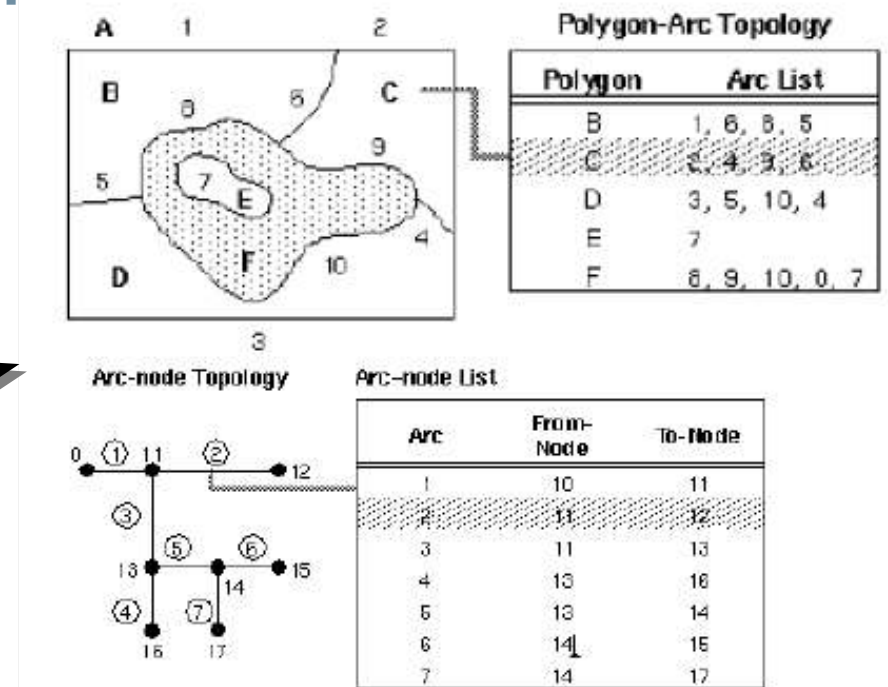 A 1 2
Polygon-Arc Topology
Polygon Arc List
B C
8 6
9
5 7 E
4
D F 10
3
B 1, 6, 8, 5
C 2, 4, 9, 6
D 3, 5, 10, 4
E 7
F 8, 9, 10, 0, 7
Arc-node Topology
Arc-node List
Arc From-Node To-Node
0 1 11 2 12
3
5 6
13 14 15
4 7
16 17
1 10 11
2 11 12
3 11 13
4 13 16
5 13 14
6 14 15
7 14 17